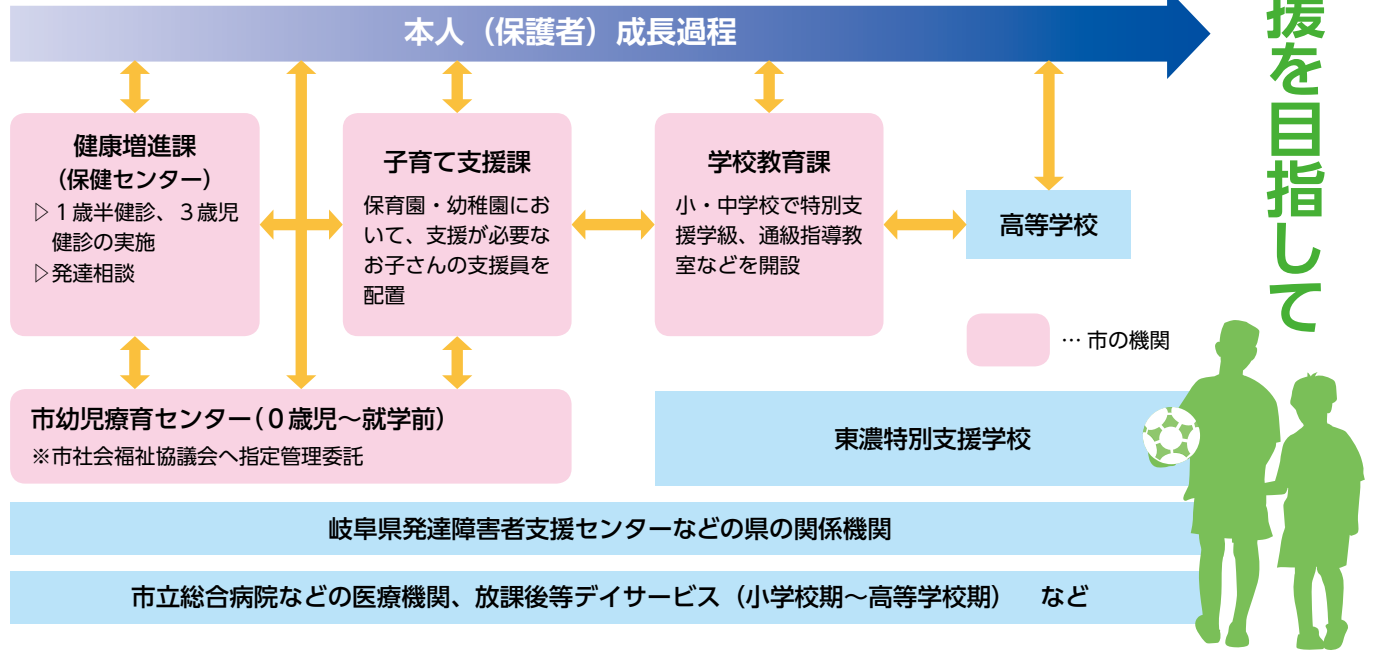 本人（保護者）成長過程
援を目指して
健康増進課
（保健センター）
▷１歳半健診、３歳児
健診の実施
▷発達相談
子育て支援課
保育園・幼稚園にお
いて、支援が必要な
お子さんの支援員を
配置
学校教育課
小・中学校で特別支
援学級、通級指導教
室などを開設
高等学校
… 市の機関
市幼児療育センター（０歳児～就学前）
※市社会福祉協議会へ指定管理委託
東濃特別支援学校
岐阜県発達障害者支援センターなどの県の関係機関
市立総合病院などの医療機関、放課後等デイサービス（小学校期～高等学校期）　など